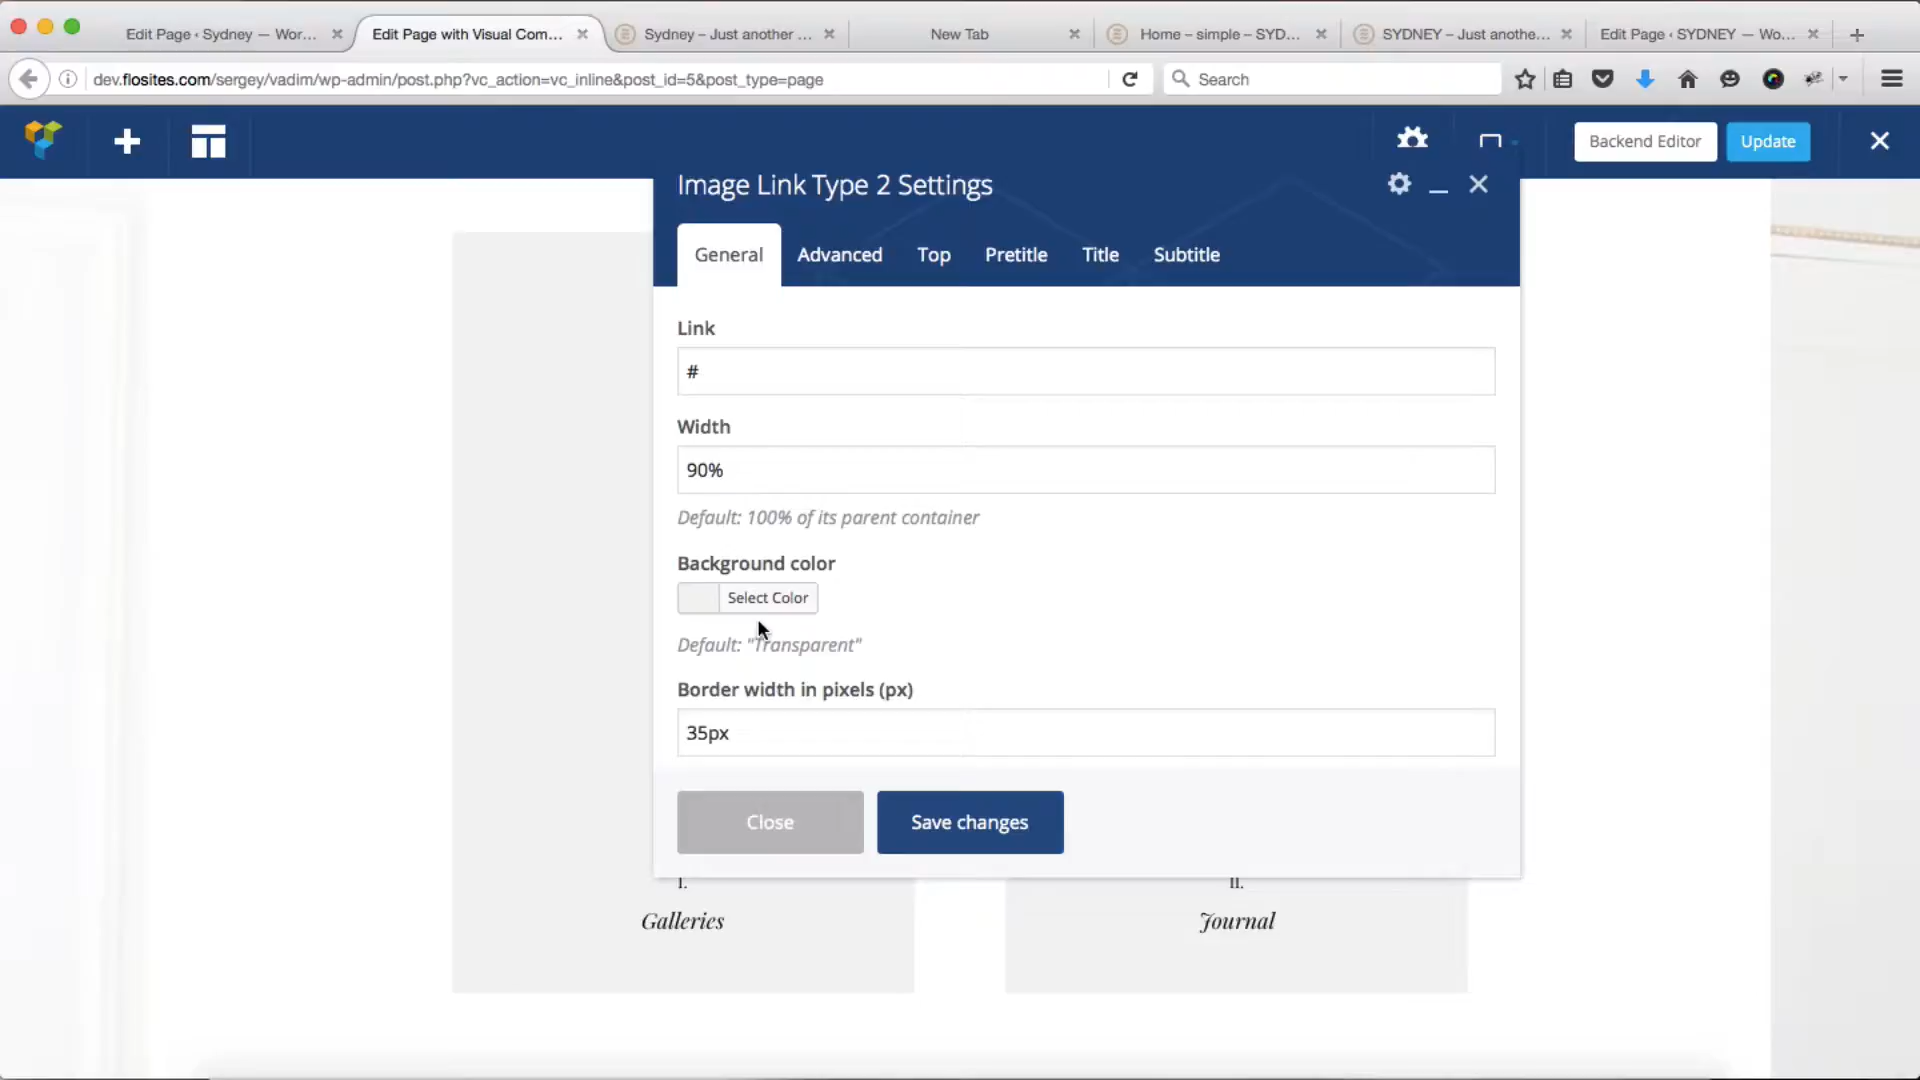 Edit Page ‹ Sydney — Wor...
Edit Page with Visual Com...
Sydney – Just another ...
New Tab
Home – simple – SYD...
SYDNEY – Just anothe...
Edit Page ‹ SYDNEY — Wo...
dev.flosites.com/sergey/vadim/wp-admin/post.php?vc_action=vc_inline&post_id=5&post_type=page
Search
Backend Editor
Update
Image Link Type 2 Settings
General
Advanced
Top
Pretitle
Title
Subtitle
Link
#
Width
90%
Default: 100% of its parent container
Background color
Select Color
Default: "Transparent"
Border width in pixels (px)
35px
Close
Save changes
I.
II.
Galleries
Journal